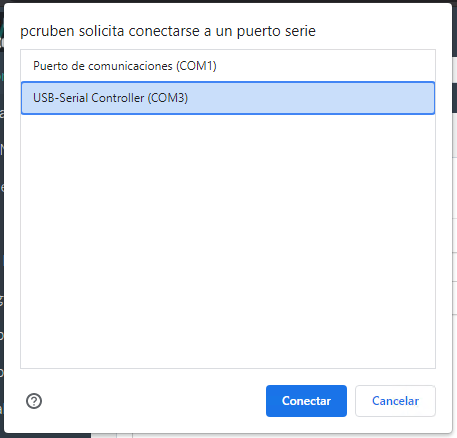 pcruben solicita conectarse a un puerto serie
Puerto de comunicaciones (COM1)
USB-Serial Controller (COM3)
Conectar
Cancelar